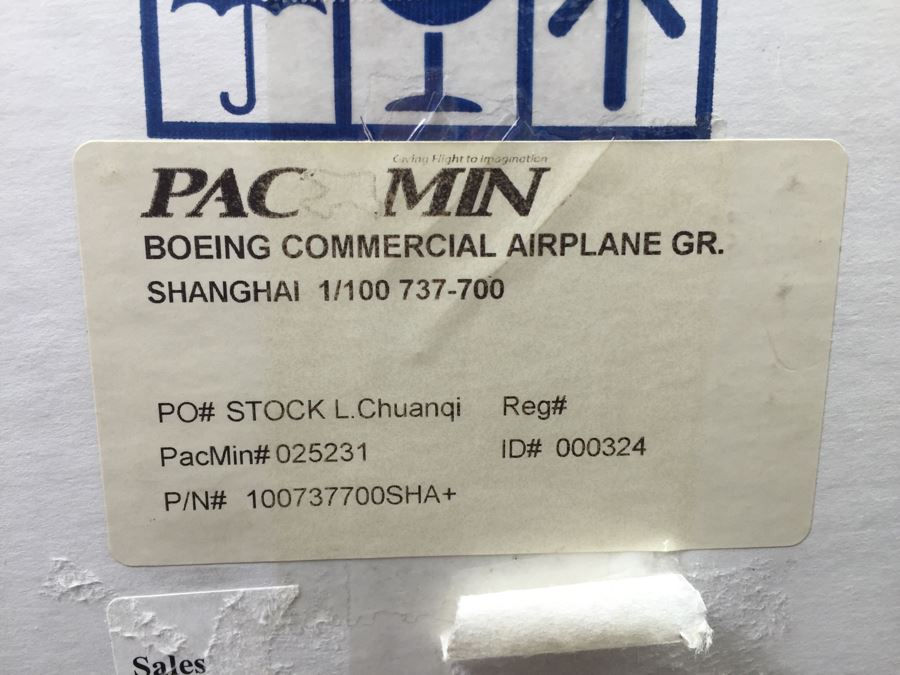 Giving Flight to Imagination
PAC MIN
BOEING COMMERCIAL AIRPLANE GR.
SHANGHAI 1/100 737-700
PO# STOCK L.Chuanqi Reg#
PacMin# 025231 ID# 000324
P/N# 100737700SHA+
Sales